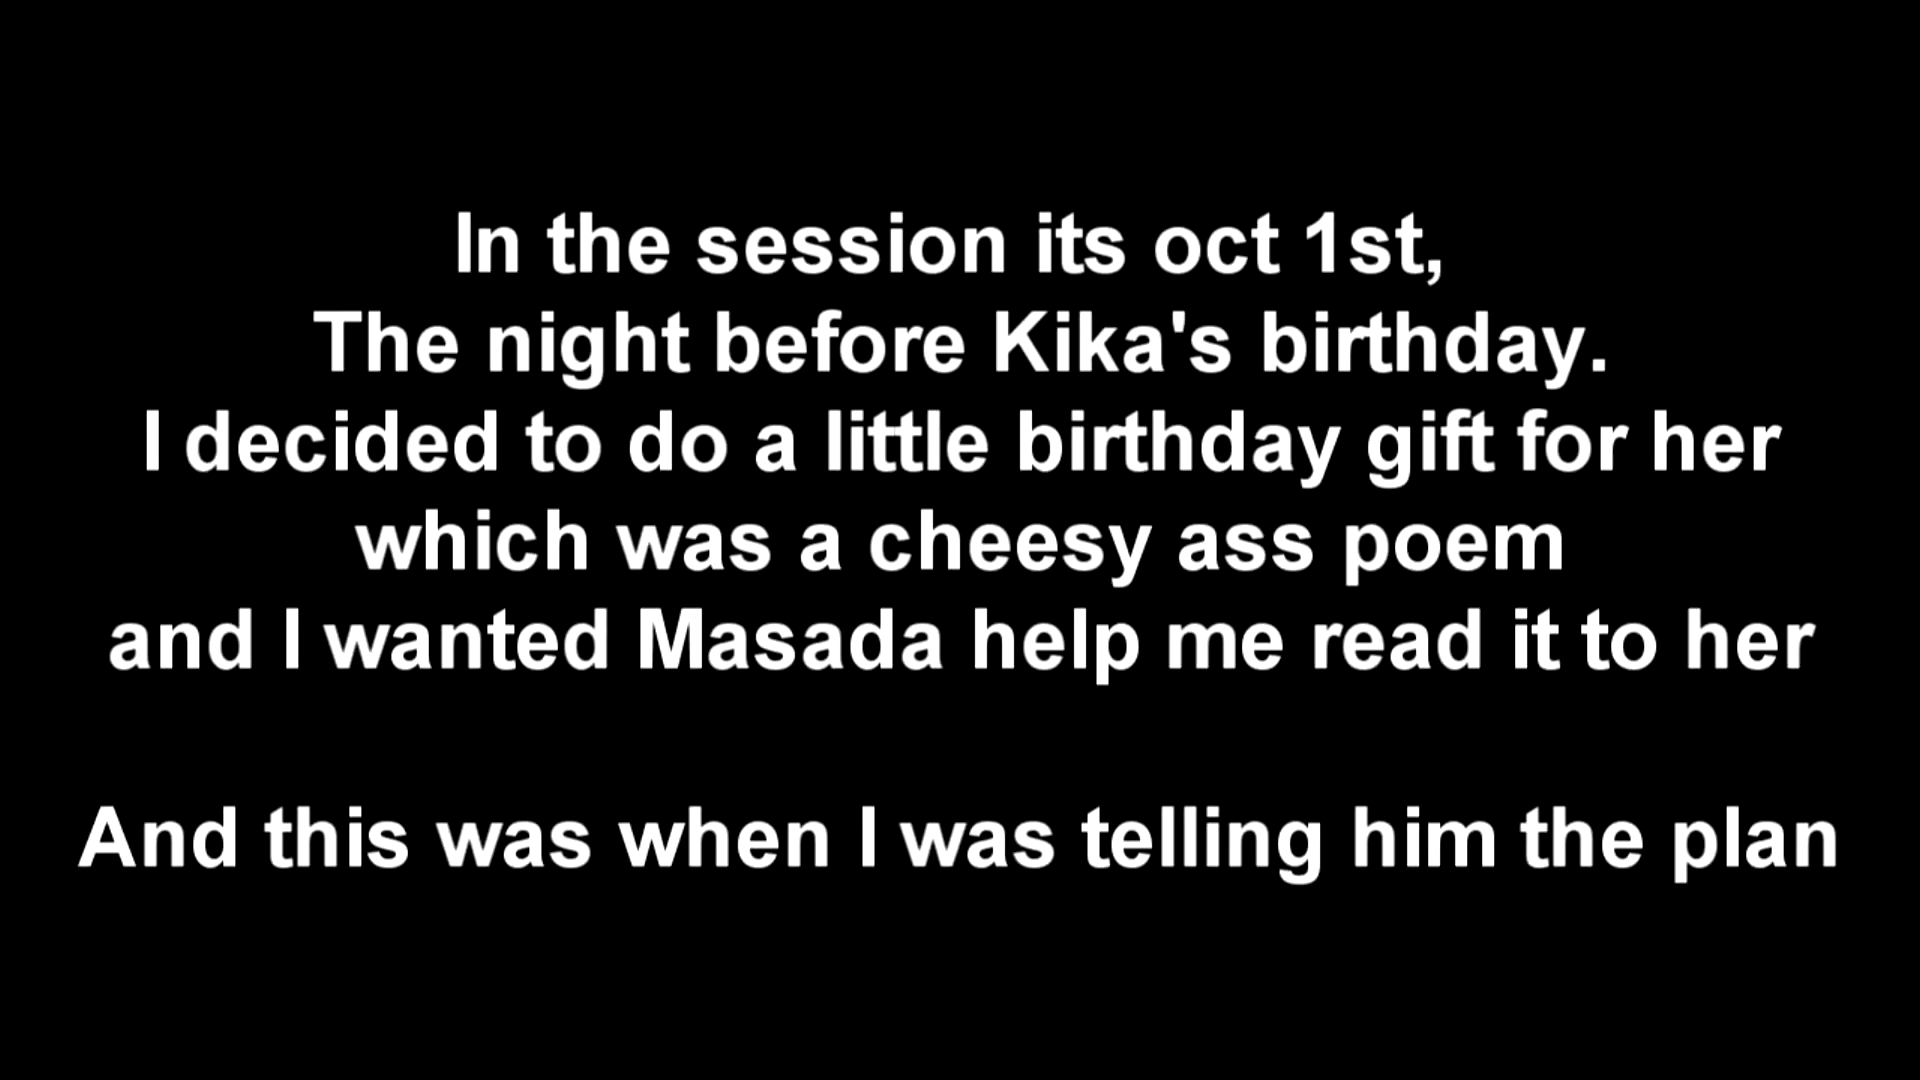 In the session its oct 1st,
The night before Kika's birthday.
I decided to do a little birthday gift for her
which was a cheesy ass poem
and I wanted Masada help me read it to her
And this was when I was telling him the plan